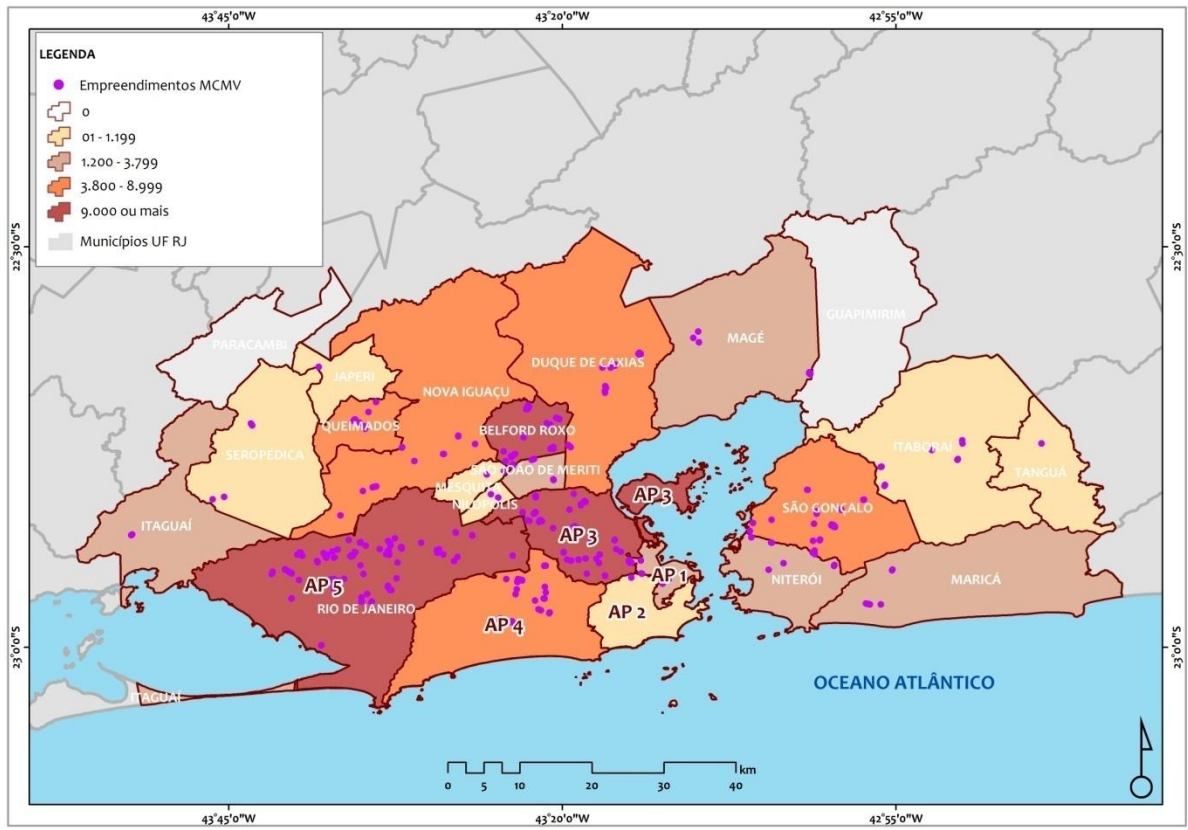 43°45'0"W
43°20'0"W
42°55'0"W
LEGENDA
Empreendimentos MCMV
0
01 - 1.199
1.200 - 3.799
3.800 - 8.999
9.000 ou mais
Municípios UF RJ
22°30'0"S
22°30'0"S
PARACAMBI
JAPERI
NOVA IGUAÇU
DUQUE DE CAXIAS
MAGÉ
GUAPIMIRIM
QUEIMADOS
BELFORD ROXO
SEROPÉDICA
SÃO JOÃO DE MERITI
MESQUITA
NILÓPOLIS
ITABORAÍ
TANGUÁ
ITAGUAÍ
AP 3
SÃO GONÇALO
AP 3
AP 5
RIO DE JANEIRO
AP 1
NITERÓI
MARICÁ
AP 4
AP 2
23°0'0"S
23°0'0"S
ITAGUAÍ
OCEANO ATLÂNTICO
km
0 5 10 20 30 40
43°45'0"W
43°20'0"W
42°55'0"W